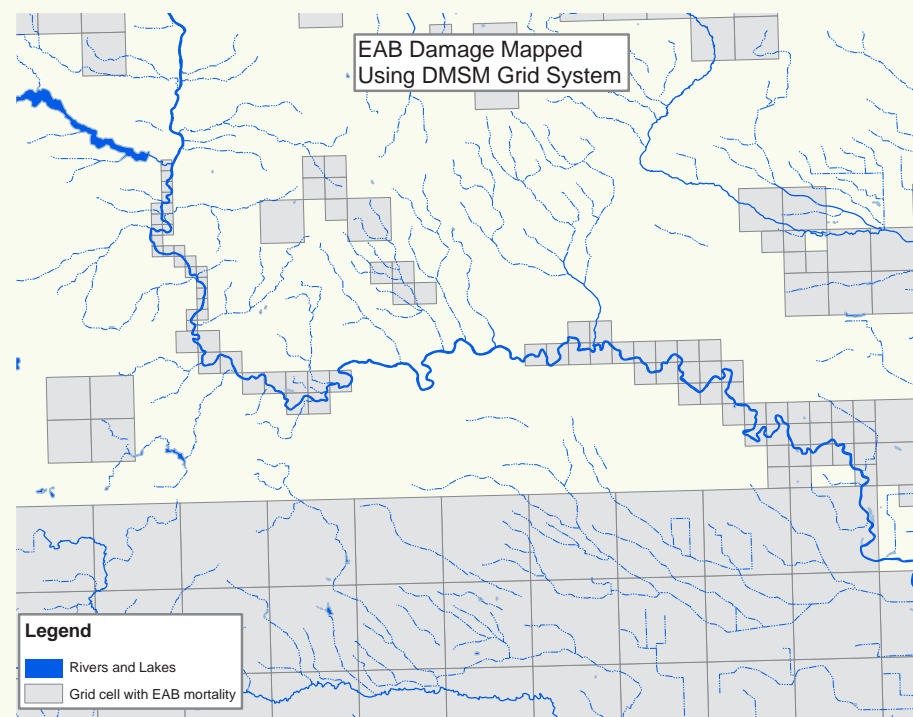 EAB Damage Mapped
Using DMSM Grid System
Legend
Rivers and Lakes
Grid cell with EAB mortality